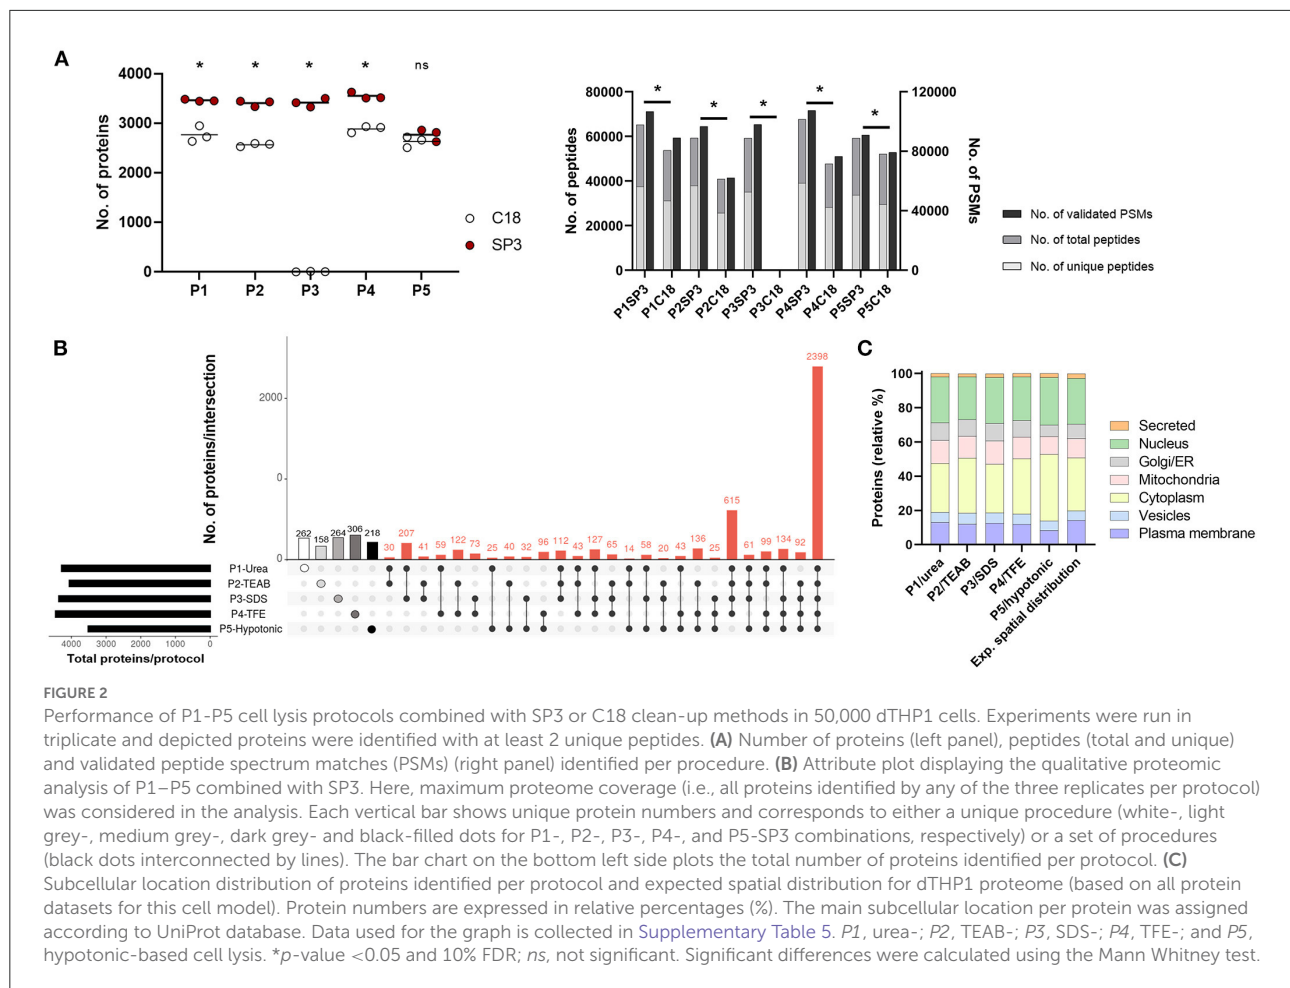 A
4000
3000
2000
1000
0
No. of proteins
* * * * ns
P1 P2 P3 P4 P5
C18
SP3
80000
60000
40000
20000
0
No. of peptides
* * * * *
120000
80000
40000
0
No. of PSMs
P1SP3 P1C18 P2SP3 P2C18 P3SP3 P3C18 P4SP3 P4C18 P5SP3 P5C18
No. of validated PSMs
No. of total peptides
No. of unique peptides
B
No. of proteins/intersection
2000
0
0
262 158 264 306 218 30 207 41 59 122 73 25 40 32 96 112 43 127 65 14 58 20 43 136 25 615 61 99 134 92 2398
P1-Urea
P2-TEAB
P3-SDS
P4-TFE
P5-Hypotonic
4000 3000 2000 1000 0
Total proteins/protocol
C
100
80
60
40
20
0
Proteins (relative %)
P1/urea
P2/TEAB
P3/SDS
P4/TFE
P5/hypotonic
Exp. spatial distribution
Secreted
Nucleus
Golgi/ER
Mitochondria
Cytoplasm
Vesicles
Plasma membrane
FIGURE 2
Performance of P1-P5 cell lysis protocols combined with SP3 or C18 clean-up methods in 50,000 dTHP1 cells. Experiments were run in
triplicate and depicted proteins were identified with at least 2 unique peptides. (A) Number of proteins (left panel), peptides (total and unique)
and validated peptide spectrum matches (PSMs) (right panel) identified per procedure. (B) Attribute plot displaying the qualitative proteomic
analysis of P1–P5 combined with SP3. Here, maximum proteome coverage (i.e., all proteins identified by any of the three replicates per protocol)
was considered in the analysis. Each vertical bar shows unique protein numbers and corresponds to either a unique procedure (white-, light
grey-, medium grey-, dark grey- and black-filled dots for P1-, P2-, P3-, P4-, and P5-SP3 combinations, respectively) or a set of procedures
(black dots interconnected by lines). The bar chart on the bottom left side plots the total number of proteins identified per protocol. (C)
Subcellular location distribution of proteins identified per protocol and expected spatial distribution for dTHP1 proteome (based on all protein
datasets for this cell model). Protein numbers are expressed in relative percentages (%). The main subcellular location per protein was assigned
according to UniProt database. Data used for the graph is collected in Supplementary Table 5. P1, urea-; P2, TEAB-; P3, SDS-; P4, TFE-; and P5,
hypotonic-based cell lysis. *p-value <0.05 and 10% FDR; ns, not significant. Significant differences were calculated using the Mann Whitney test.